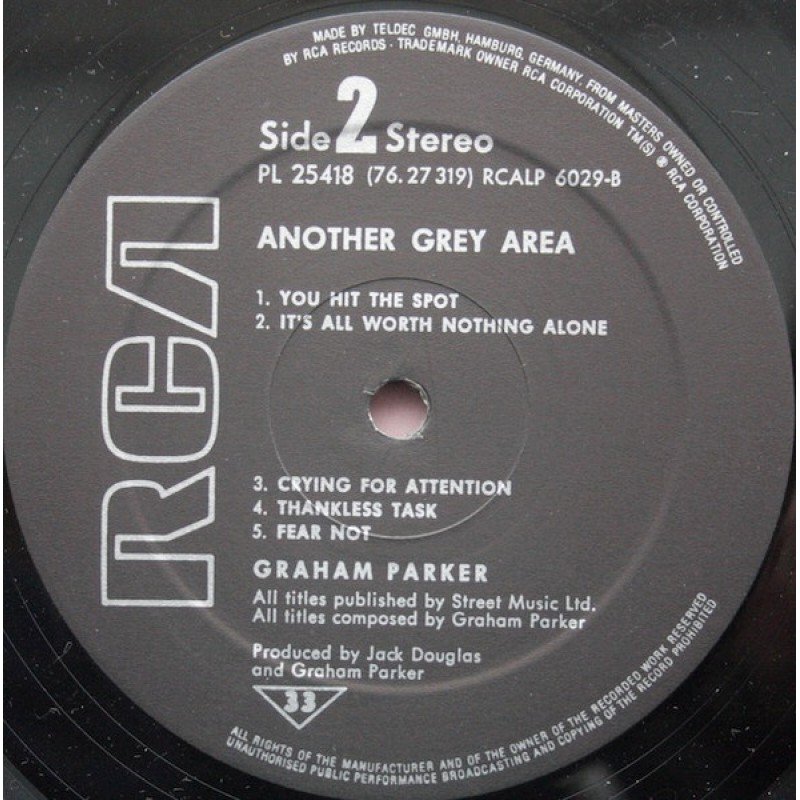 MADE BY TELDEC GMBH, HAMBURG, GERMANY, FROM MASTERS OWNED OR CONTROLLED
BY RCA RECORDS · TRADEMARK OWNER RCA CORPORATION TM(S) ® RCA CORPORATION
Side 2 Stereo
PL 25418 (76.27 319) RCALP 6029-B
RCA
ANOTHER GREY AREA
1. YOU HIT THE SPOT
2. IT'S ALL WORTH NOTHING ALONE
3. CRYING FOR ATTENTION
4. THANKLESS TASK
5. FEAR NOT
GRAHAM PARKER
All titles published by Street Music Ltd.
All titles composed by Graham Parker
Produced by Jack Douglas
and Graham Parker
33
ALL RIGHTS OF THE MANUFACTURER AND OF THE OWNER OF THE RECORDED WORK RESERVED
UNAUTHORISED PUBLIC PERFORMANCE BROADCASTING AND COPYING OF THE RECORD PROHIBITED